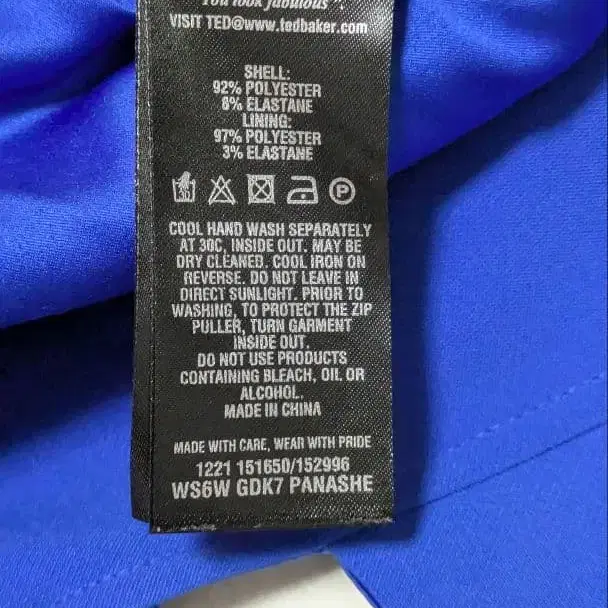 You look fabulous".
VISIT TED@www.tedbaker.com
SHELL:
92% POLYESTER
8% ELASTANE
LINING:
97% POLYESTER
3% ELASTANE
P
COOL HAND WASH SEPARATELY
AT 30C, INSIDE OUT. MAY BE
DRY CLEANED. COOL IRON ON
REVERSE. DO NOT LEAVE IN
DIRECT SUNLIGHT. PRIOR TO
WASHING, TO PROTECT THE ZIP
PULLER, TURN GARMENT
INSIDE OUT.
DO NOT USE PRODUCTS
CONTAINING BLEACH, OIL OR
ALCOHOL.
MADE IN CHINA
MADE WITH CARE, WEAR WITH PRIDE
1221 151650/152996
WS6W GDK7 PANASHE